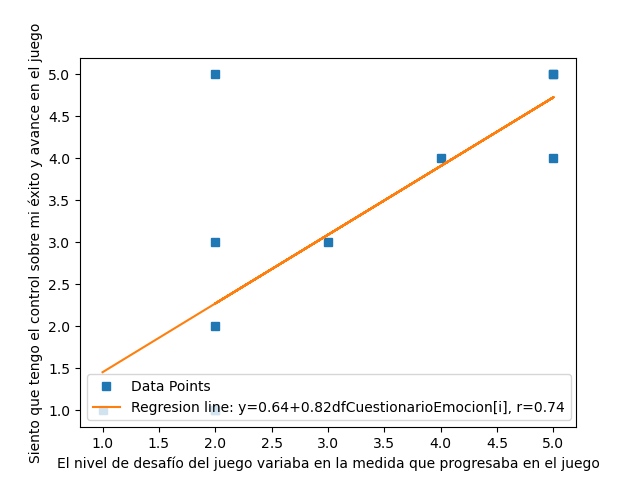 Siento que tengo el control sobre mi éxito y avance en el juego
5.0
4.5
4.0
3.5
3.0
2.5
2.0
1.5
1.0
Data Points
Regresion line: y=0.64+0.82dfCuestionarioEmocion[i], r=0.74
1.0 1.5 2.0 2.5 3.0 3.5 4.0 4.5 5.0
El nivel de desafío del juego variaba en la medida que progresaba en el juego